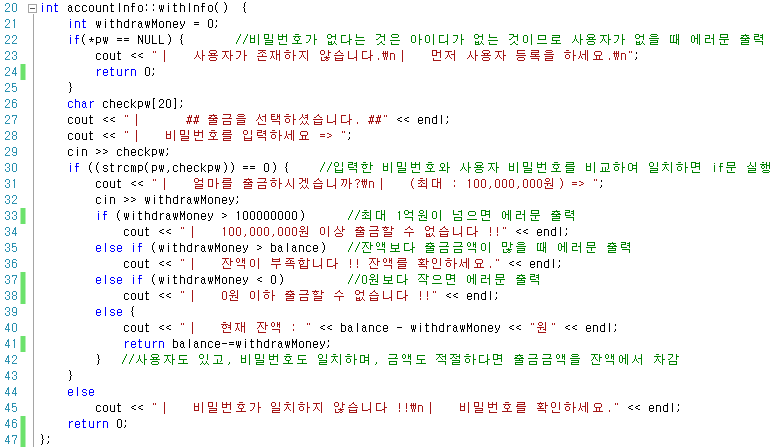 20 int accountInfo::withInfo() {
21 int withdrawMoney = 0;
22 if(*pw == NULL) { //비밀번호가 없다는 것은 아이디가 없는 것이므로 사용자가 없을 때 에러문 출력
23 cout << "| 사용자가 존재하지 않습니다.\n| 먼저 사용자 등록을 하세요.\n";
24 return 0;
25 }
26 char checkpw[20];
27 cout << "| ## 출금을 선택하셨습니다. ##" << endl;
28 cout << "| 비밀번호를 입력하세요 => ";
29 cin >> checkpw;
30 if ((strcmp(pw,checkpw)) == 0) { //입력한 비밀번호와 사용자 비밀번호를 비교하여 일치하면 if문 실행
31 cout << "| 얼마를 출금하시겠습니까?\n| (최대 : 100,000,000원) => ";
32 cin >> withdrawMoney;
33 if (withdrawMoney > 100000000) //최대 1억원이 넘으면 에러문 출력
34 cout << "| 100,000,000원 이상 출금할 수 없습니다 !!" << endl;
35 else if (withdrawMoney > balance) //잔액보다 출금금액이 많을 때 에러문 출력
36 cout << "| 잔액이 부족합니다 !! 잔액를 확인하세요." << endl;
37 else if (withdrawMoney < 0) //0원보다 작으면 에러문 출력
38 cout << "| 0원 이하 출금할 수 없습니다 !!" << endl;
39 else {
40 cout << "| 현재 잔액 : " << balance - withdrawMoney << "원" << endl;
41 return balance-=withdrawMoney;
42 } //사용자도 있고, 비밀번호도 일치하며, 금액도 적절하다면 출금금액을 잔액에서 차감
43 }
44 else
45 cout << "| 비밀번호가 일치하지 않습니다 !!\n| 비밀번호를 확인하세요." << endl;
46 return 0;
47 };